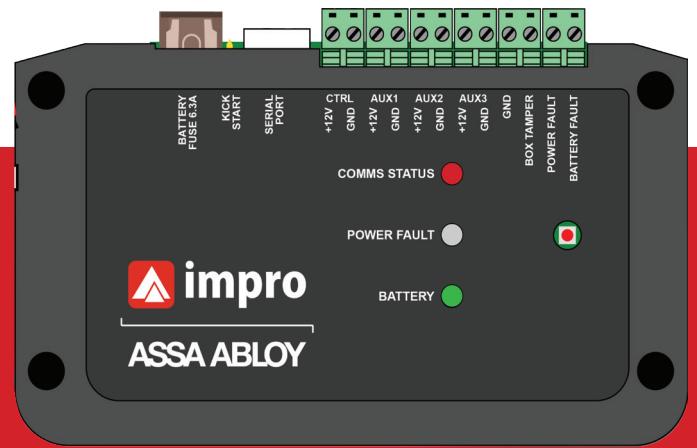 BATTERY
FUSE 6.3A
KICK
START
SERIAL
PORT
CTRL AUX1 AUX2 AUX3
+12V GND +12V GND +12V GND +12V GND GND BOX TAMPER POWER FAULT BATTERY FAULT
COMMS STATUS
POWER FAULT
impro
BATTERY
ASSA ABLOY